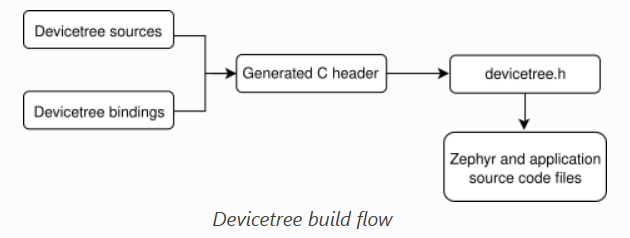 Devicetree sources
Generated C header
devicetree.h
Devicetree bindings
Zephyr and application
source code files
Devicetree build flow